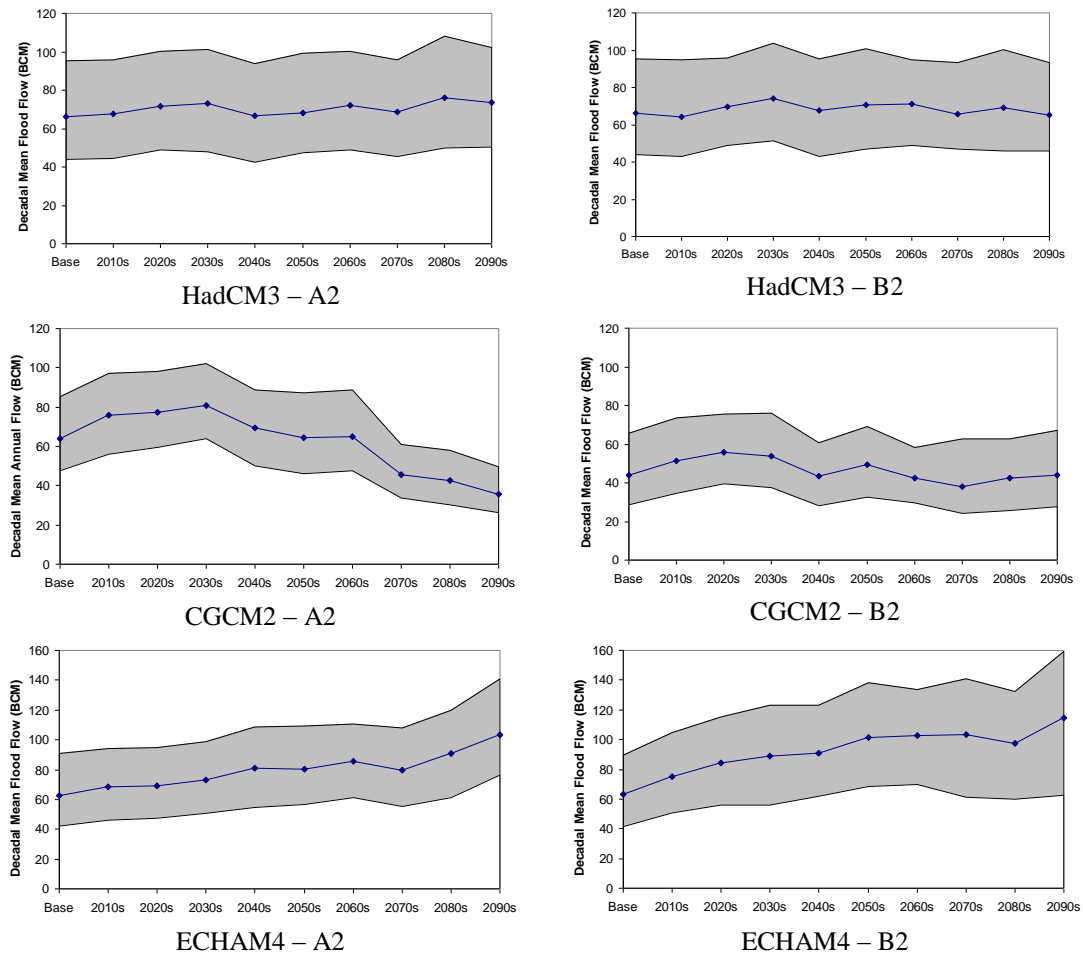 Decadal Mean Flood Flow (BCM)
120
100
80
60
40
20
0
Base 2010s 2020s 2030s 2040s 2050s 2060s 2070s 2080s 2090s
HadCM3 – A2
Decadal Mean Flood Flow (BCM)
120
100
80
60
40
20
0
Base 2010s 2020s 2030s 2040s 2050s 2060s 2070s 2080s 2090s
HadCM3 – B2
Decadal Mean Annual Flow (BCM)
120
100
80
60
40
20
0
Base 2010s 2020s 2030s 2040s 2050s 2060s 2070s 2080s 2090s
CGCM2 – A2
Decadal Mean Flood Flow (BCM)
120
100
80
60
40
20
0
Base 2010s 2020s 2030s 2040s 2050s 2060s 2070s 2080s 2090s
CGCM2 – B2
Decadal Mean Flood Flow (BCM)
160
140
120
100
80
60
40
20
0
Base 2010s 2020s 2030s 2040s 2050s 2060s 2070s 2080s 2090s
ECHAM4 – A2
Decadal Mean Flood Flow (BCM)
160
140
120
100
80
60
40
20
0
Base 2010s 2020s 2030s 2040s 2050s 2060s 2070s 2080s 2090s
ECHAM4 – B2